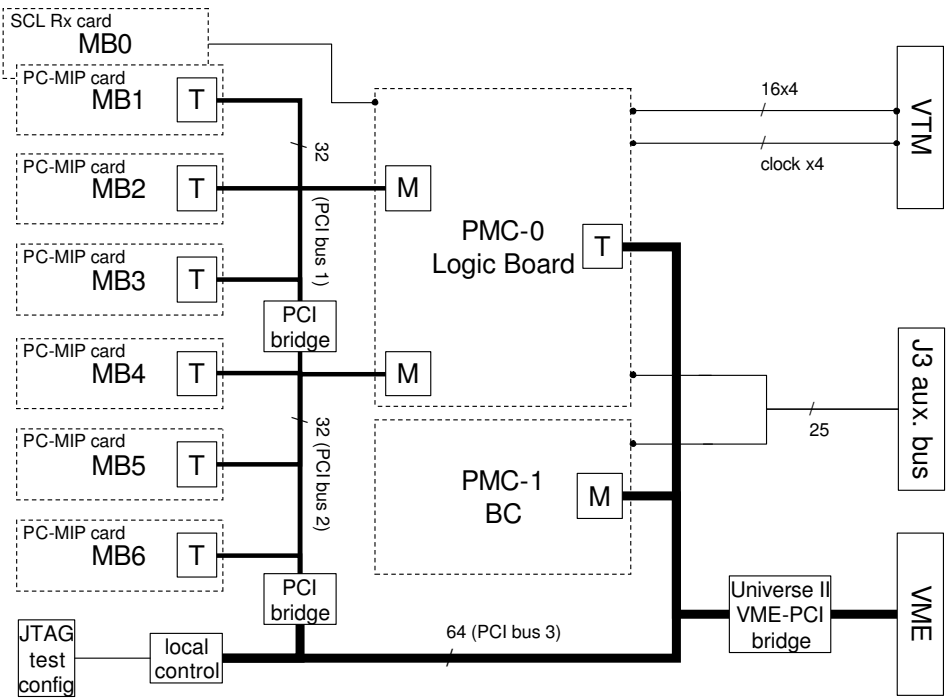 SCL Rx card
MB0
PC-MIP card
MB1
T
PC-MIP card
MB2
T
PC-MIP card
MB3
T
PC-MIP card
MB4
T
PC-MIP card
MB5
T
PC-MIP card
MB6
T
32
(PCI bus 1)
PCI
bridge
32 (PCI bus 2)
PCI
bridge
M
M
PMC-0
Logic Board
T
PMC-1
BC
M
16x4
clock x4
VTM
25
J3 aux. bus
Universe II
VME-PCI
bridge
VME
64 (PCI bus 3)
JTAG
test
config
local
control